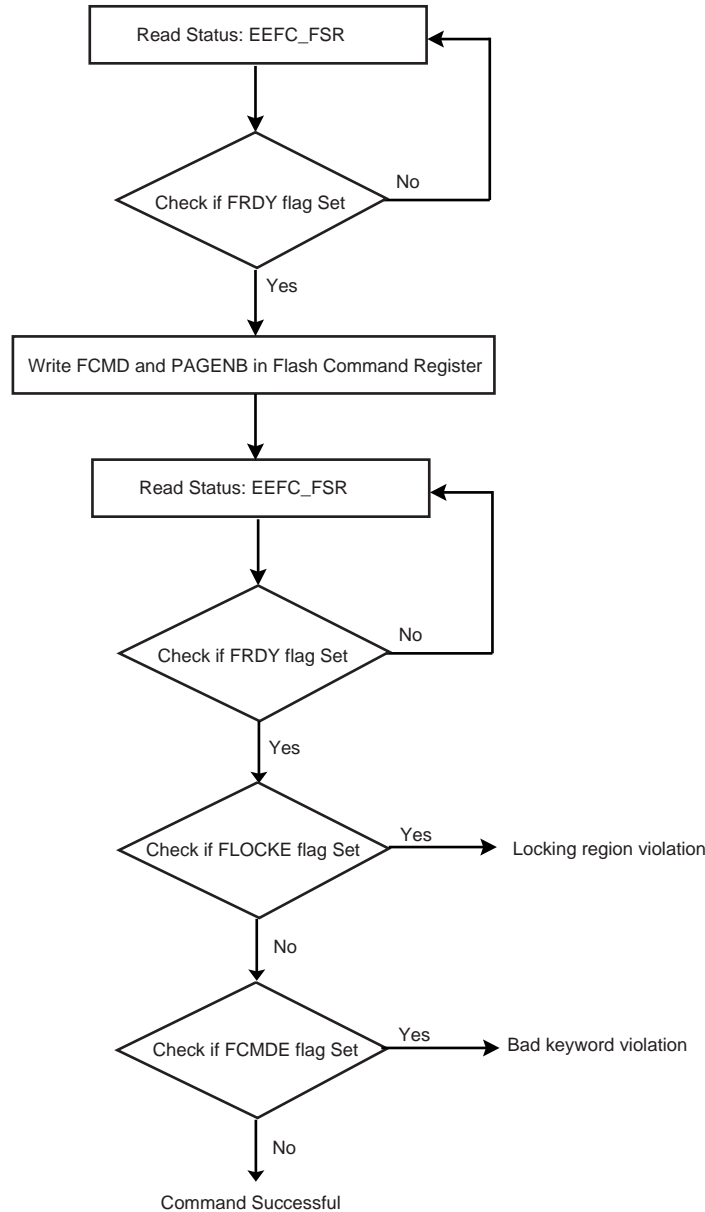 Read Status: EEFC_FSR
No
Check if FRDY flag Set
Yes
Write FCMD and PAGENB in Flash Command Register
Read Status: EEFC_FSR
No
Check if FRDY flag Set
Yes
Check if FLOCKE flag Set
Yes
Locking region violation
No
Check if FCMDE flag Set
Yes
Bad keyword violation
No
Command Successful